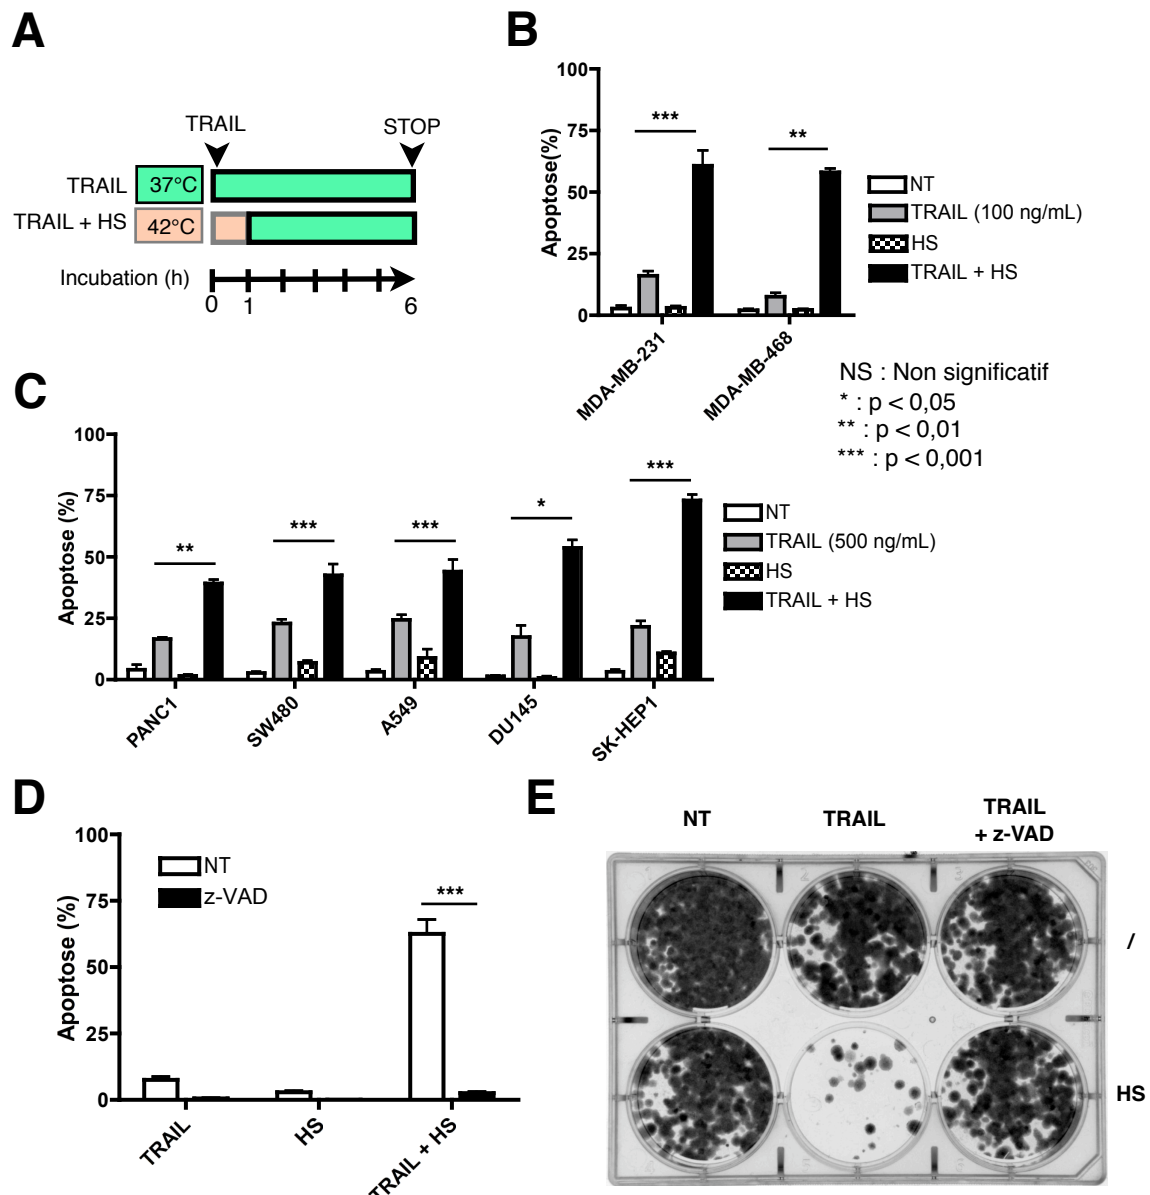 A
TRAIL
STOP
TRAIL
37°C
TRAIL + HS
42°C
Incubation (h)
0
1
6
B
100
75
50
25
0
Apoptose(%)
***
**
NT
TRAIL (100 ng/mL)
HS
TRAIL + HS
MDA-MB-231
MDA-MB-468
NS : Non significatif
* : p < 0,05
** : p < 0,01
*** : p < 0,001
C
100
75
50
25
0
Apoptose (%)
**
***
***
*
***
NT
TRAIL (500 ng/mL)
HS
TRAIL + HS
PANC1
SW480
A549
DU145
SK-HEP1
D
100
75
50
25
0
Apoptose (%)
NT
z-VAD
***
TRAIL
HS
TRAIL + HS
E
NT
TRAIL
TRAIL
+ z-VAD
/
HS